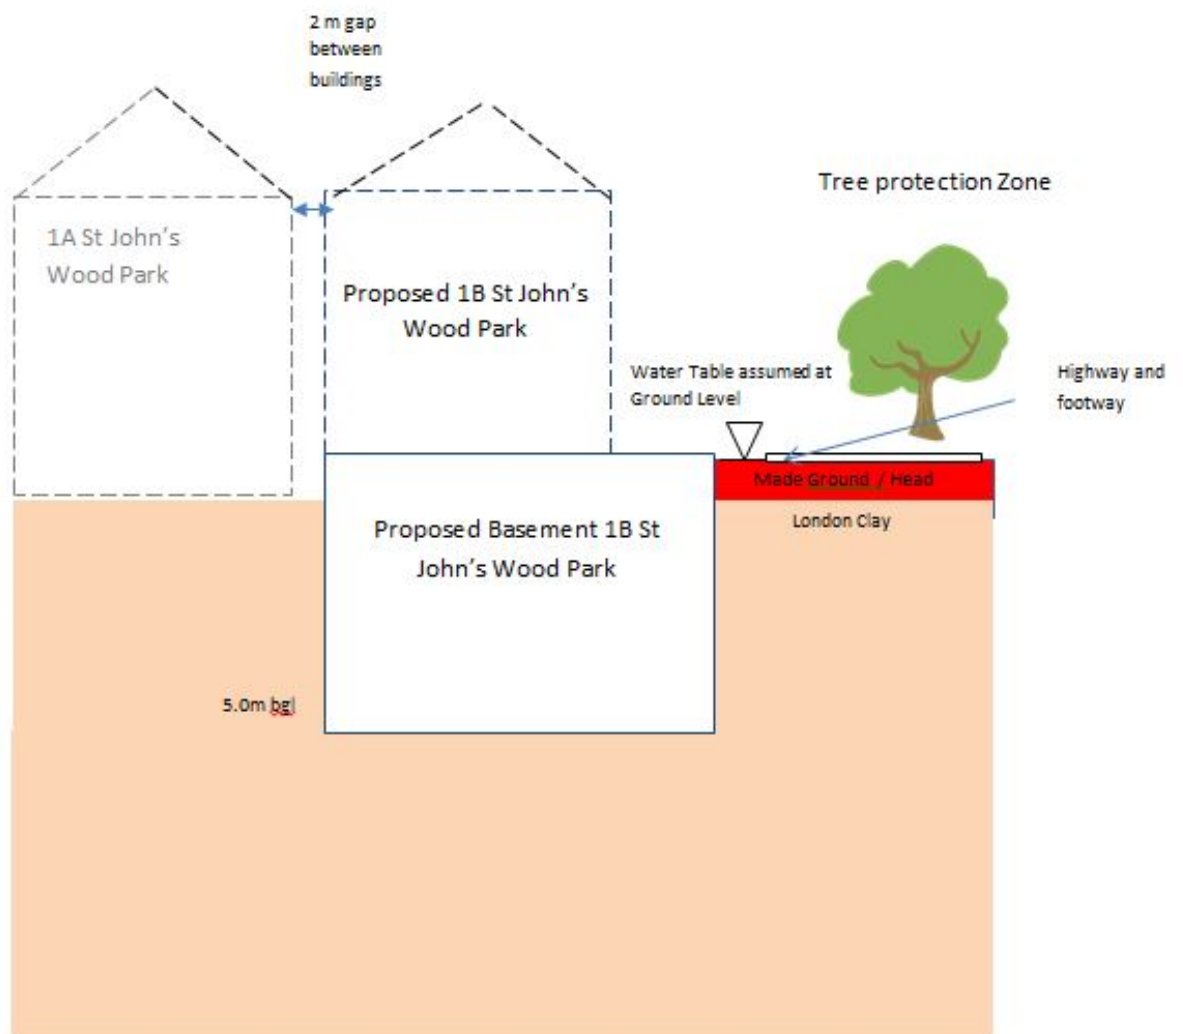 2 m gap
between
buildings
Tree protection Zone
1A St John's
Wood Park
Proposed 1B St John's
Wood Park
Water Table assumed at
Ground Level
Highway and
footway
Made Ground / Head
London Clay
Proposed Basement 1B St
John's Wood Park
5.0m bgl